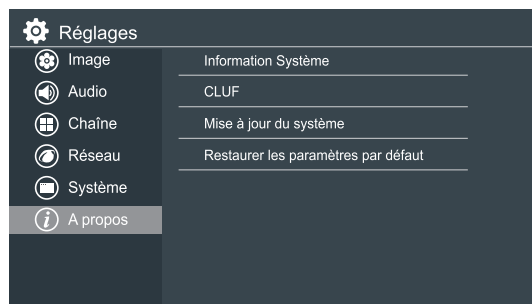 Réglages
Image
Audio
Chaîne
Réseau
Système
A propos
Information Système
CLUF
Mise à jour du système
Restaurer les paramètres par défaut